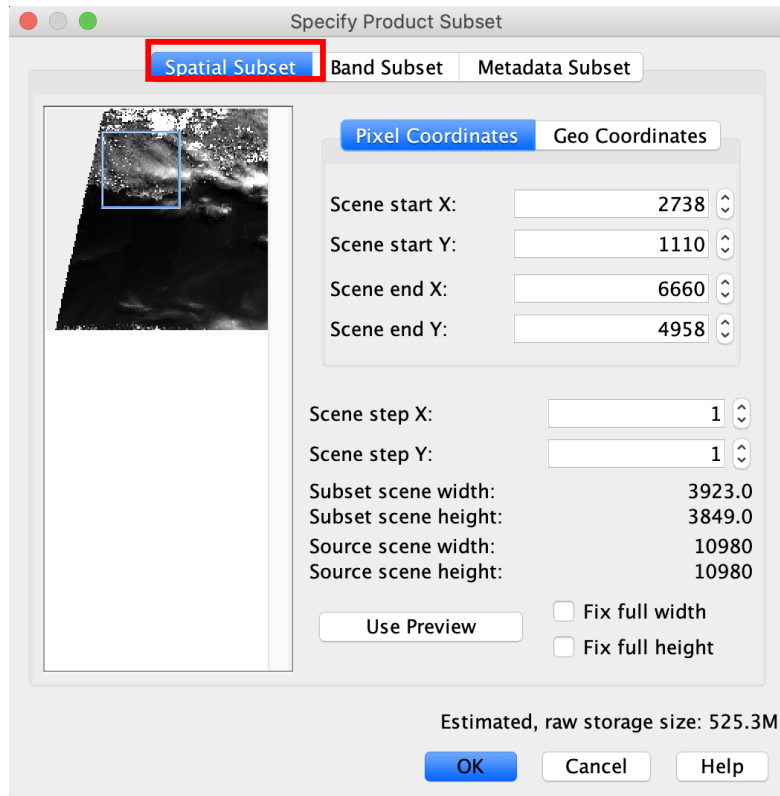 Specify Product Subset
Spatial Subset Band Subset Metadata Subset
Pixel Coordinates Geo Coordinates
Scene start X: 2738
Scene start Y: 1110
Scene end X: 6660
Scene end Y: 4958
Scene step X: 1
Scene step Y: 1
Subset scene width: 3923.0
Subset scene height: 3849.0
Source scene width: 10980
Source scene height: 10980
Use Preview
Fix full width
Fix full height
Estimated, raw storage size: 525.3M
OK Cancel Help